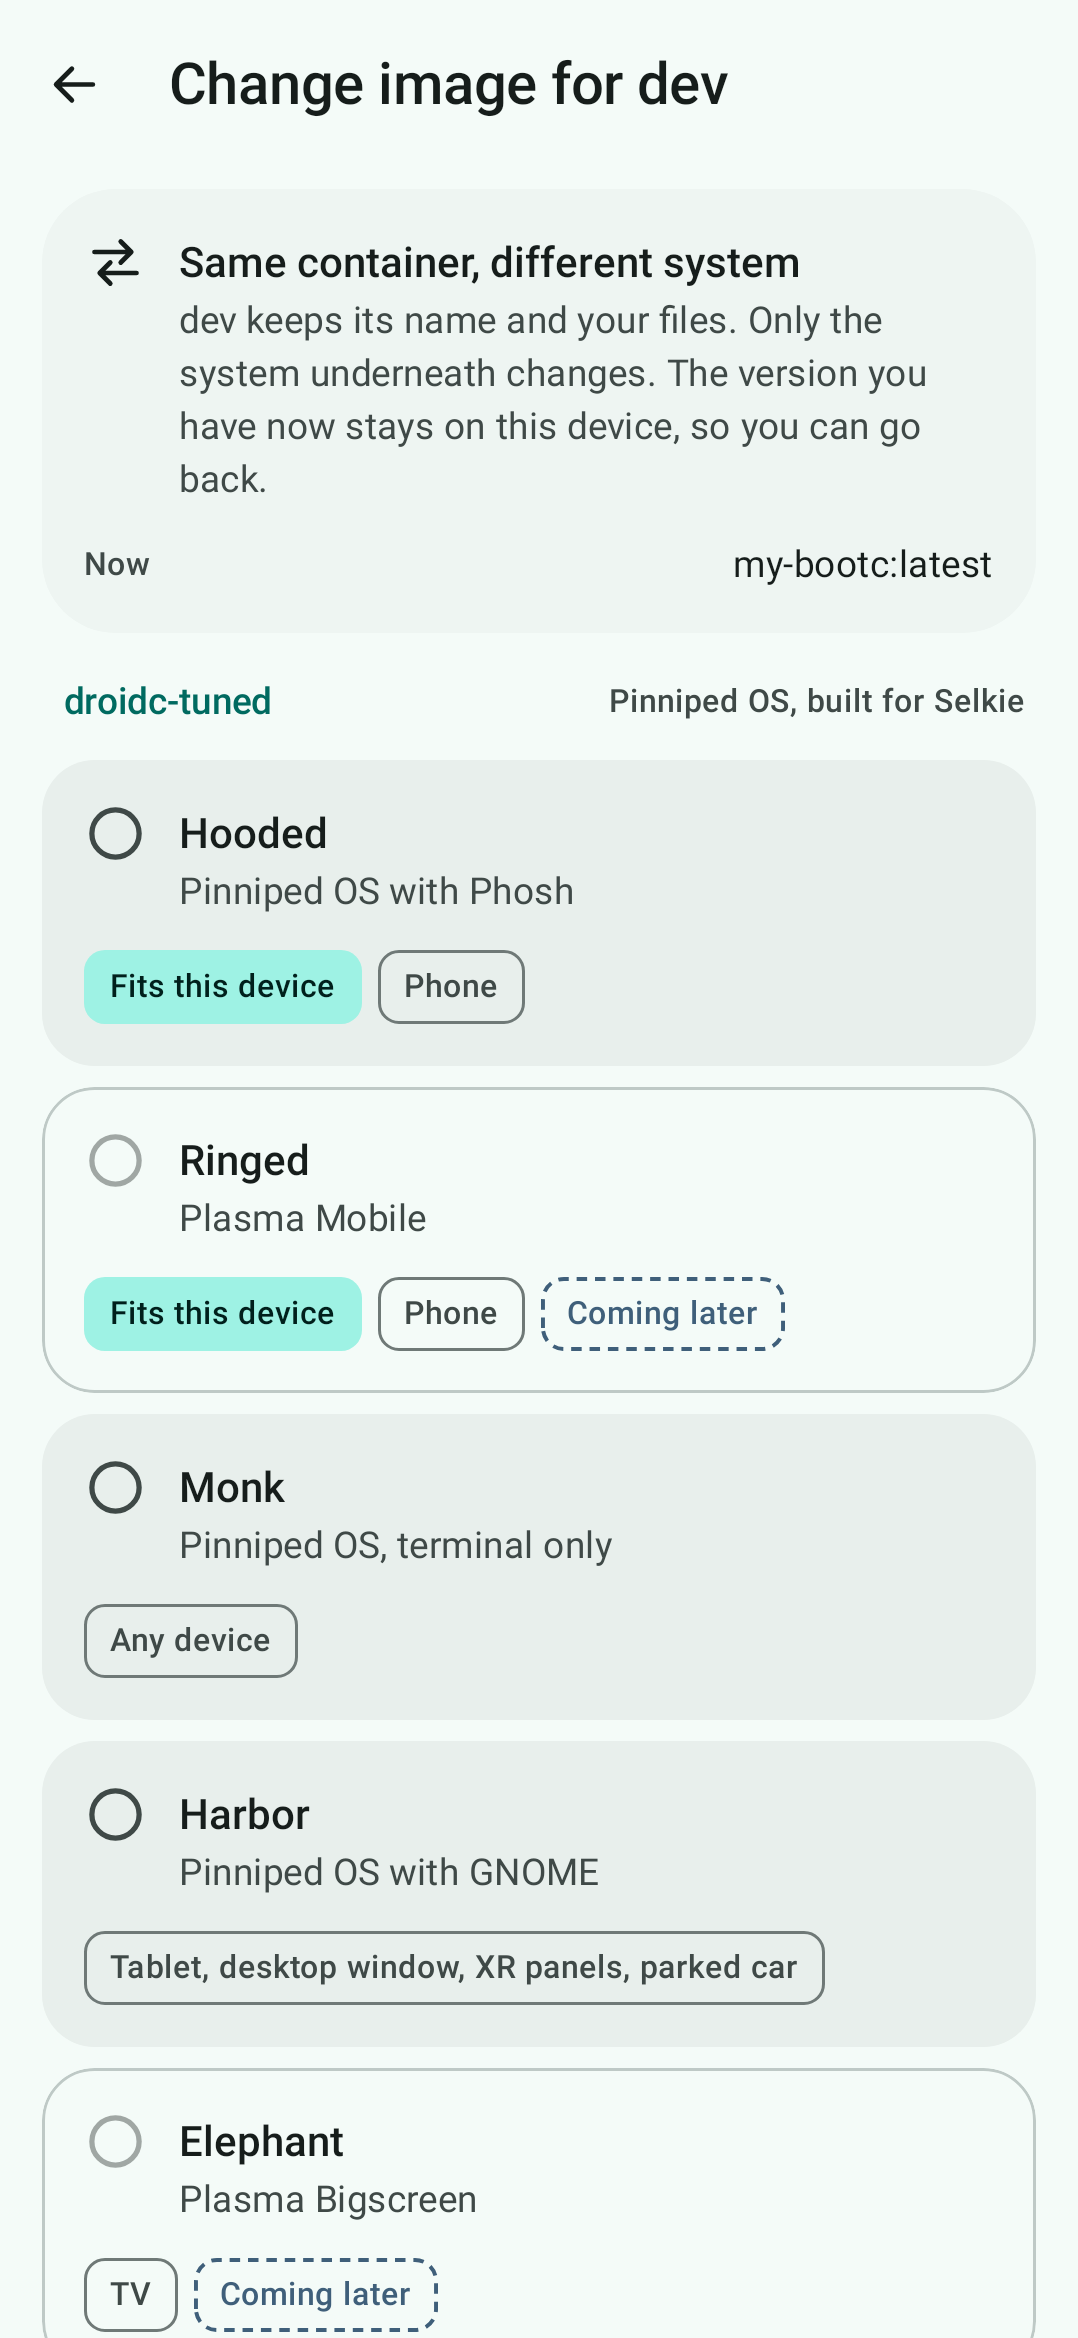 Change image for dev
Same container, different system
dev keeps its name and your files. Only the
system underneath changes. The version you
have now stays on this device, so you can go
back.
Now
my-bootc:latest
droidc-tuned
Pinniped OS, built for Selkie
Hooded
Pinniped OS with Phosh
Fits this device
Phone
Ringed
Plasma Mobile
Fits this device
Phone
Coming later
Monk
Pinniped OS, terminal only
Any device
Harbor
Pinniped OS with GNOME
Tablet, desktop window, XR panels, parked car
Elephant
Plasma Bigscreen
TV
Coming later